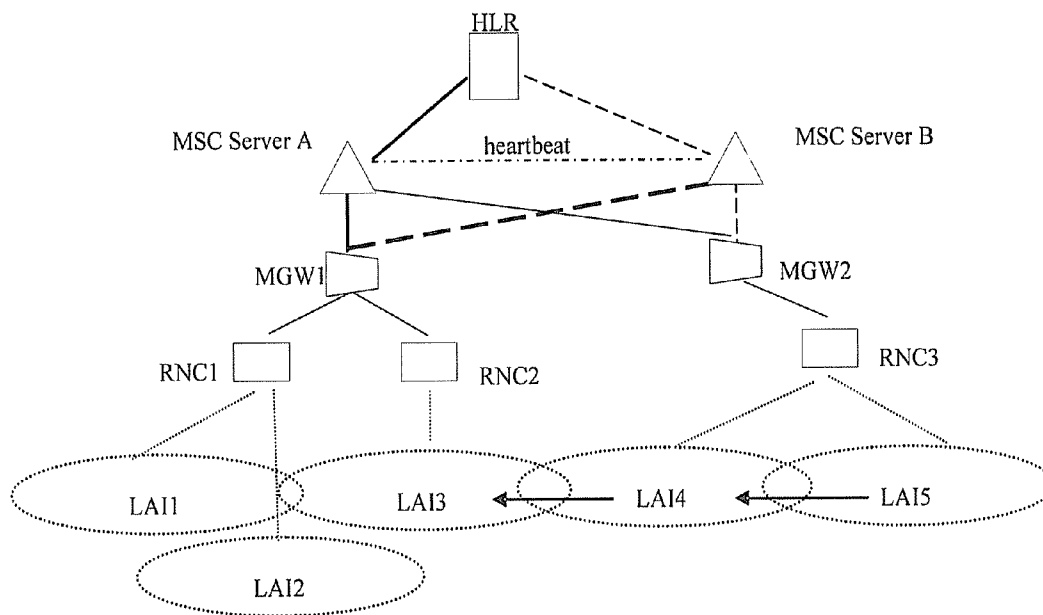 HLR
MSC Server A
heartbeat
MSC Server B
MGW1
MGW2
RNC1
RNC2
RNC3
LAI1
LAI3
LAI4
LAI5
LAI2